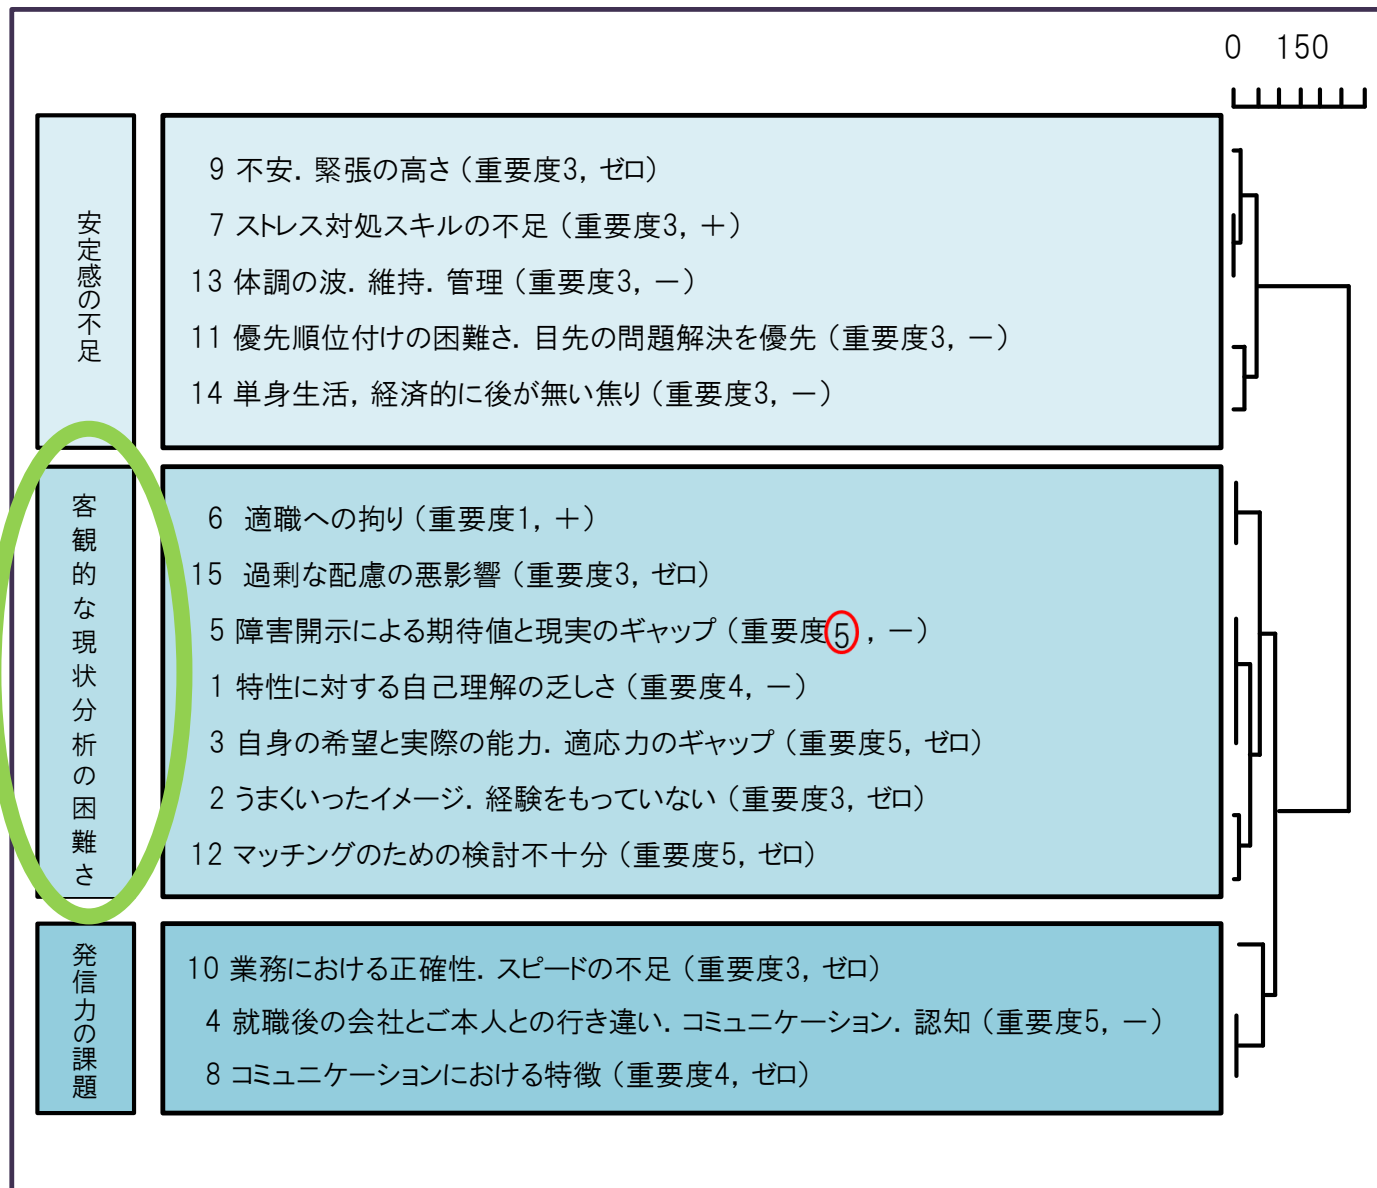 0 150
安定感の不足
9 不安．緊張の高さ（重要度3，ゼロ）
7 ストレス対処スキルの不足（重要度3，＋）
13 体調の波．維持．管理（重要度3，－）
11 優先順位付けの困難さ．目先の問題解決を優先（重要度3，－）
14 単身生活，経済的に後が無い焦り（重要度3，－）
客観的な現状分析の困難さ
6 適職への拘り（重要度1，＋）
15 過剰な配慮の悪影響（重要度3，ゼロ）
5 障害開示による期待値と現実のギャップ（重要度5，－）
1 特性に対する自己理解の乏しさ（重要度4，－）
3 自身の希望と実際の能力．適応力のギャップ（重要度5，ゼロ）
2 うまくいったイメージ．経験をもっていない（重要度3，ゼロ）
12 マッチングのための検討不十分（重要度5，ゼロ）
発信力の課題
10 業務における正確性．スピードの不足（重要度3，ゼロ）
4 就職後の会社とご本人との行き違い．コミュニケーション．認知（重要度5，－）
8 コミュニケーションにおける特徴（重要度4，ゼロ）